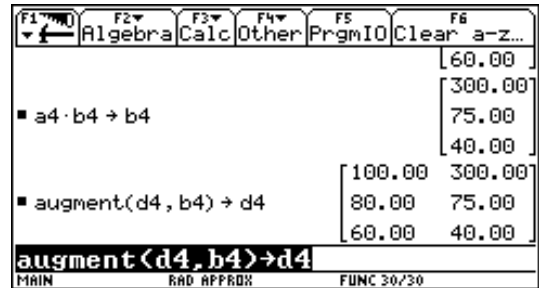 F1 F2 F3 F4 F5 F6
Algebra Calc Other PrgmIO Clear a-z…
[60.00]
[300.00]
▪ a4·b4→b4 75.00
[40.00]
[100.00 300.00]
▪ augment(d4,b4)→d4 80.00 75.00
[60.00 40.00]
augment(d4,b4)→d4
MAIN RAD APPROX FUNC 30/30